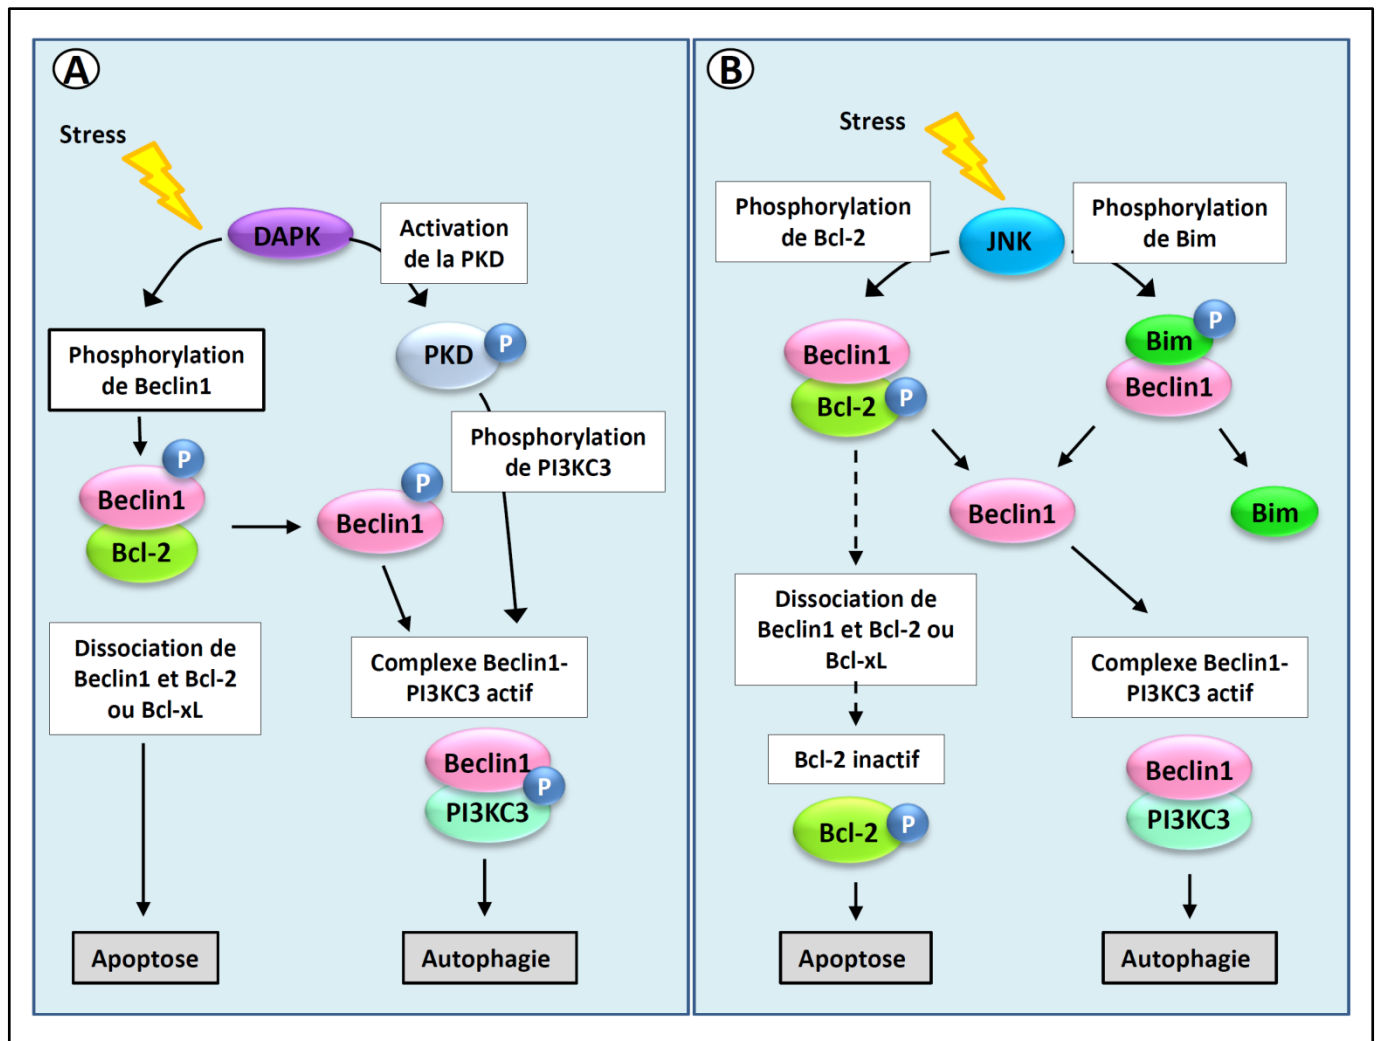 A
Stress
DAPK
Activation
de la PKD
Phosphorylation
de Beclin1
PKD
P
Phosphorylation
de PI3KC3
P
Beclin1
Bcl-2
P
Beclin1
Dissociation de
Beclin1 et Bcl-2
ou Bcl-xL
Complexe Beclin1-
PI3KC3 actif
Beclin1
P
PI3KC3
Apoptose
Autophagie
B
Stress
Phosphorylation
de Bcl-2
JNK
Phosphorylation
de Bim
Beclin1
Bcl-2
P
P
Bim
Beclin1
Beclin1
Bim
Dissociation de
Beclin1 et Bcl-2 ou
Bcl-xL
Bcl-2 inactif
Bcl-2
P
Complexe Beclin1-
PI3KC3 actif
Beclin1
PI3KC3
Apoptose
Autophagie